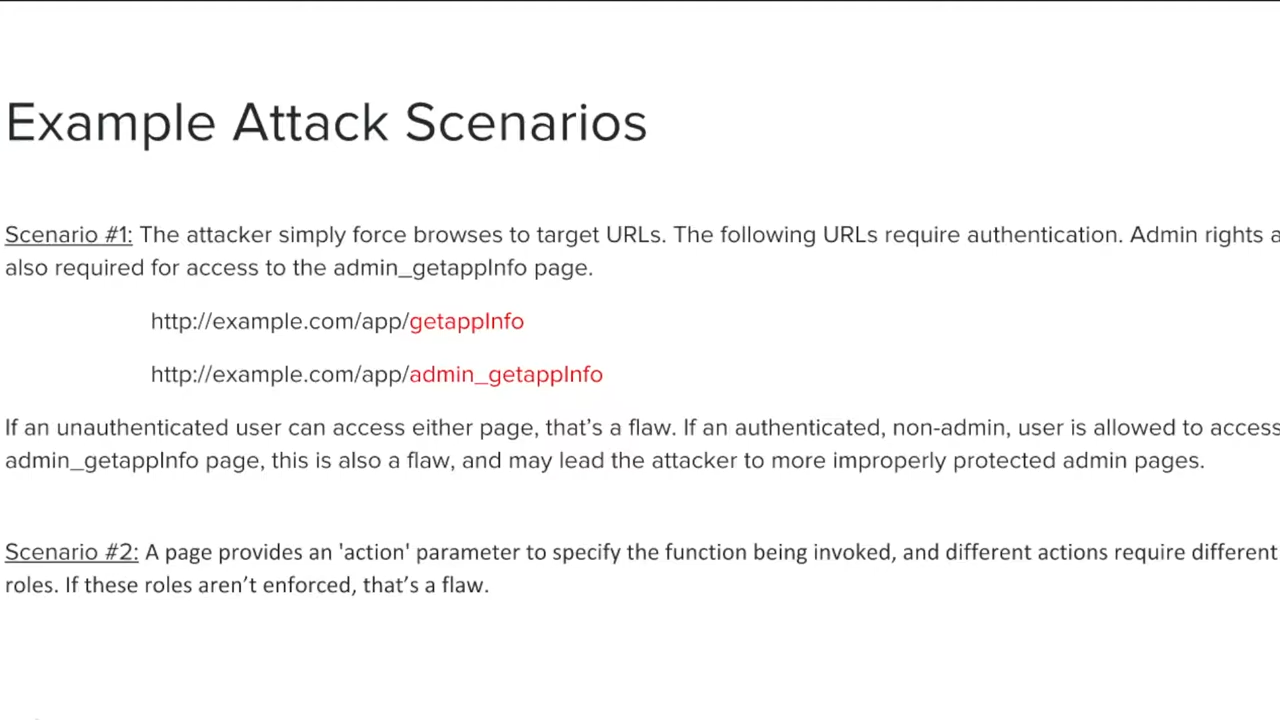 Example Attack Scenarios
Scenario #1: The attacker simply force browses to target URLs. The following URLs require authentication. Admin rights
also required for access to the admin_getappInfo page.
http://example.com/app/getappInfo
http://example.com/app/admin_getappInfo
If an unauthenticated user can access either page, that’s a flaw. If an authenticated, non-admin, user is allowed to access
admin_getappInfo page, this is also a flaw, and may lead the attacker to more improperly protected admin pages.
Scenario #2: A page provides an 'action' parameter to specify the function being invoked, and different actions require different
roles. If these roles aren’t enforced, that’s a flaw.